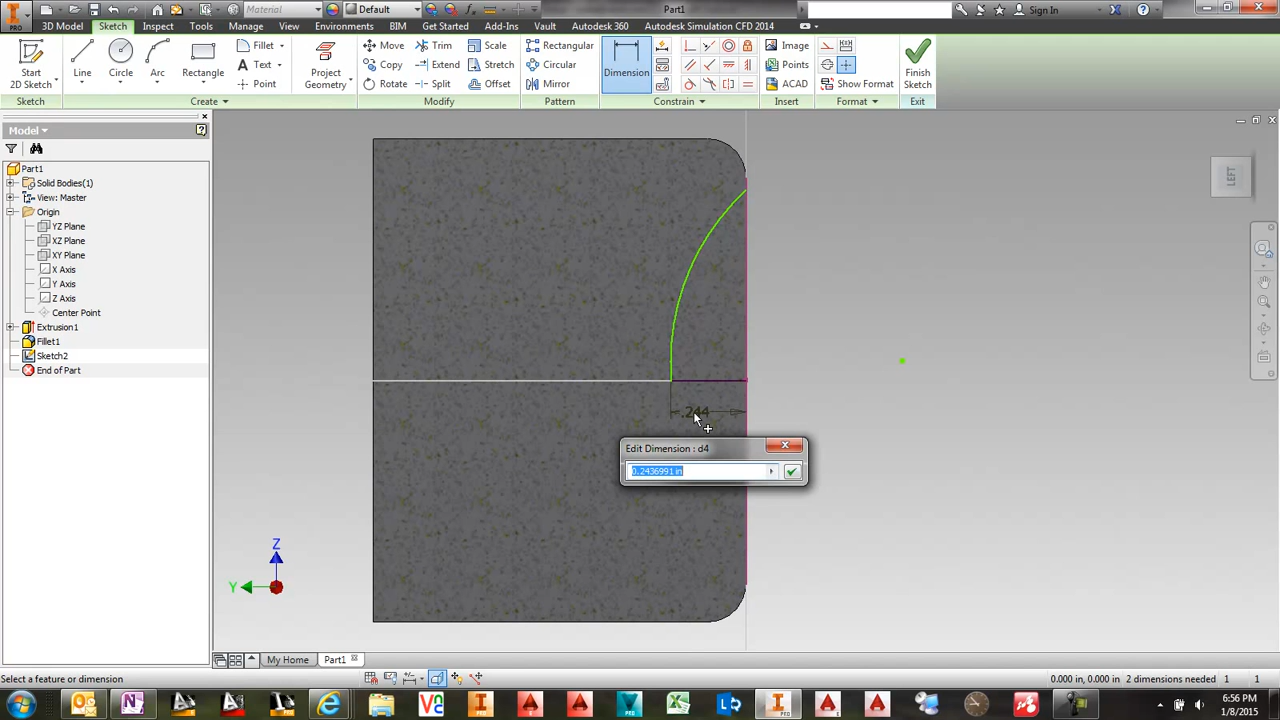 PRO
Material
Default
Part1
Sign In
3D Model
Sketch
Inspect
Tools
Manage
View
Environments
BIM
Get Started
Add-Ins
Vault
Autodesk 360
Autodesk Simulation CFD 2014
Start
2D Sketch
Line
Circle
Arc
Rectangle
Fillet
Text
Point
Project
Geometry
Move
Copy
Rotate
Trim
Extend
Split
Scale
Stretch
Offset
Rectangular
Circular
Mirror
Dimension
Image
Points
ACAD
Show Format
Finish
Sketch
Sketch
Create
Modify
Pattern
Constrain
Insert
Format
Exit
Model
Part1
Solid Bodies(1)
View: Master
Origin
YZ Plane
XZ Plane
XY Plane
X Axis
Y Axis
Z Axis
Center Point
Extrusion1
Fillet1
Sketch2
End of Part
LEFT
.244
Edit Dimension : d4
0.2436991 in
Z
Y
My Home
Part1
Select a feature or dimension
0.000 in, 0.000 in
2 dimensions needed
1
1
6:56 PM
1/8/2015